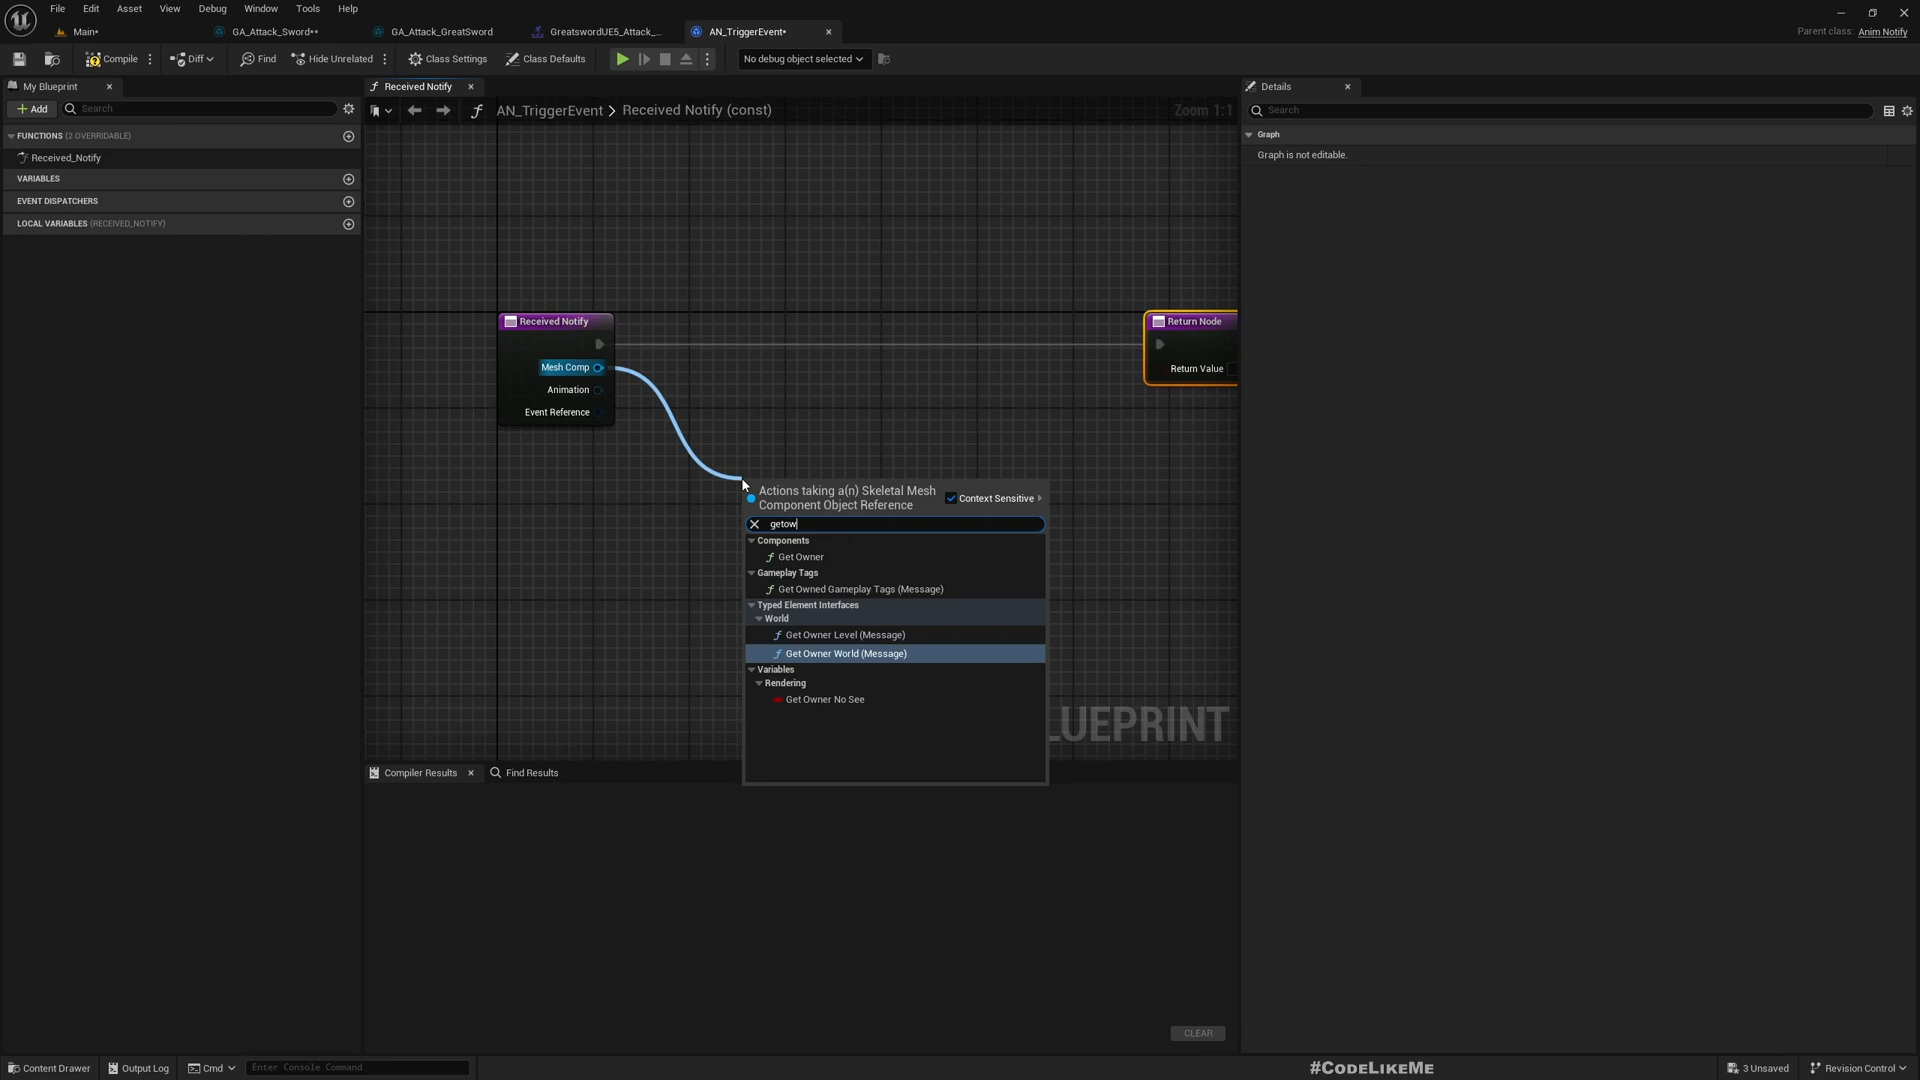 File Edit Asset View Debug Window Tools Help
Main* GA_Attack_Sword•• GA_Attack_GreatSword GreatswordUE5_Attack_... AN_TriggerEvent*
Parent class: Anim Notify
Compile Diff Find Hide Unrelated Class Settings Class Defaults No debug object selected
My Blueprint Received Notify Details
Add Search
AN_TriggerEvent > Received Notify (const) Zoom 1:1
Search
FUNCTIONS (2 OVERRIDABLE)
Graph
Received_Notify
Graph is not editable.
VARIABLES
EVENT DISPATCHERS
LOCAL VARIABLES (RECEIVED_NOTIFY)
Received Notify
Mesh Comp
Animation
Event Reference
Return Node
Return Value
Actions taking a(n) Skeletal Mesh
Component Object Reference
Context Sensitive
getow
Components
Get Owner
Gameplay Tags
Get Owned Gameplay Tags (Message)
Typed Element Interfaces
World
Get Owner Level (Message)
Get Owner World (Message)
Variables
Rendering
Get Owner No See
LUEPRINT
Compiler Results Find Results
CLEAR
Content Drawer Output Log Cmd Enter Console Command #CODELIKEME 3 Unsaved Revision Control